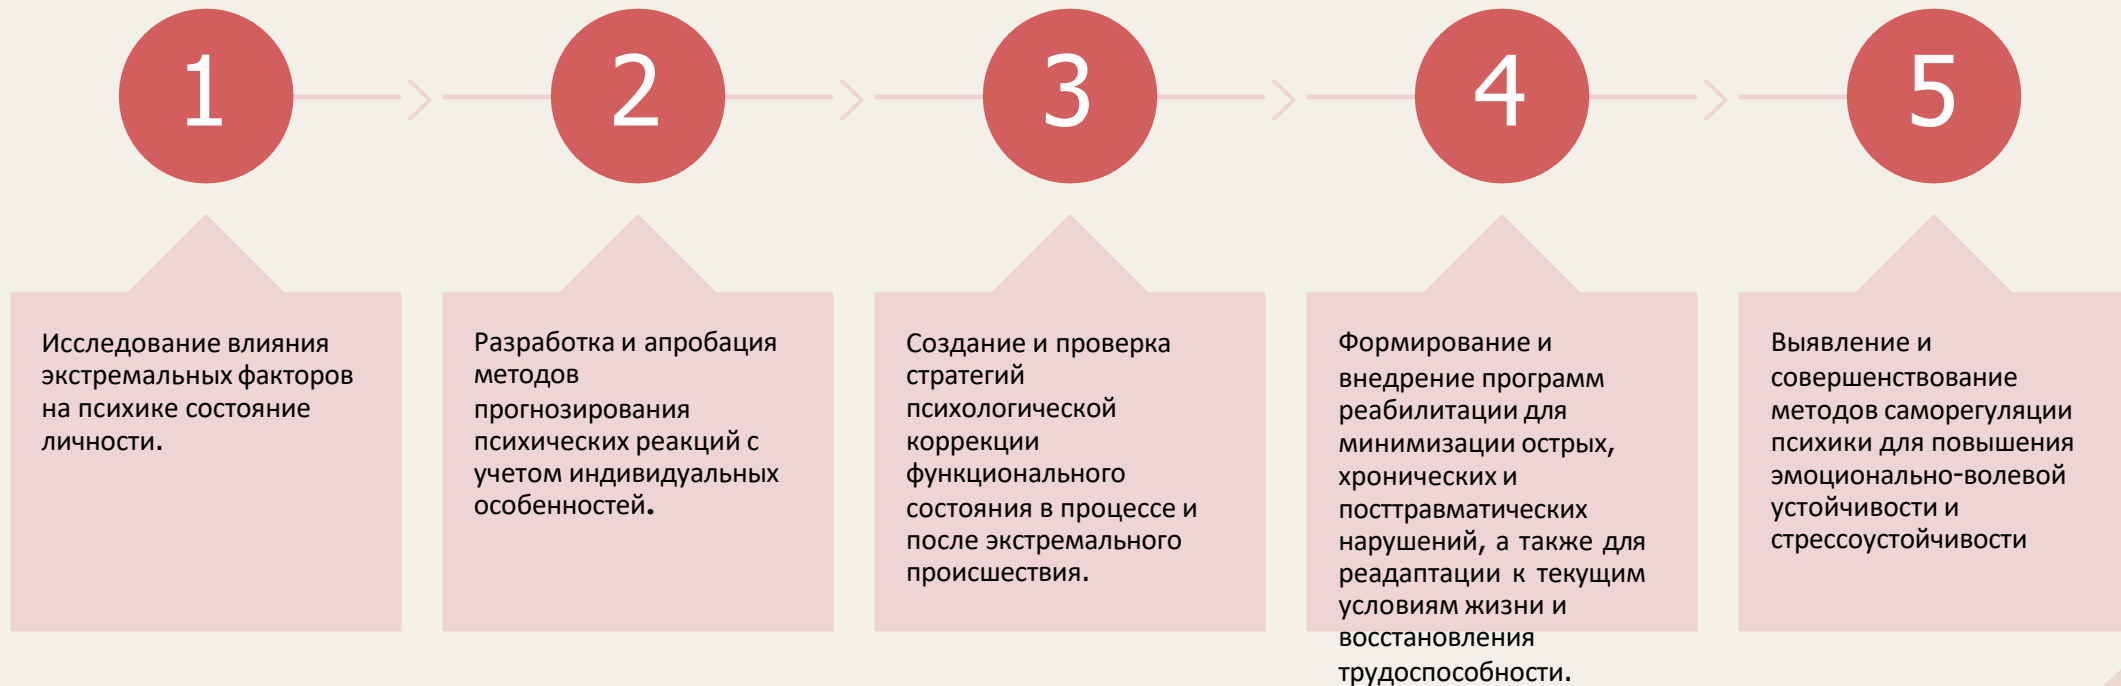 1
2
3
4
5
Исследование влияния
экстремальных факторов
на психике состояние
личности.
Разработка и апробация
методов
прогнозирования
психических реакций с
учетом индивидуальных
особенностей.
Создание и проверка
стратегий
психологической
коррекции
функционального
состояния в процессе и
после экстремального
происшествия.
Формирование и
внедрение программ
реабилитации для
минимизации острых,
хронических и
посттравматических
нарушений, а также для
реадаптации к текущим
условиям жизни и
восстановления
трудоспособности.
Выявление и
совершенствование
методов саморегуляции
психики для повышения
эмоционально-волевой
устойчивости и
стрессоустойчивости